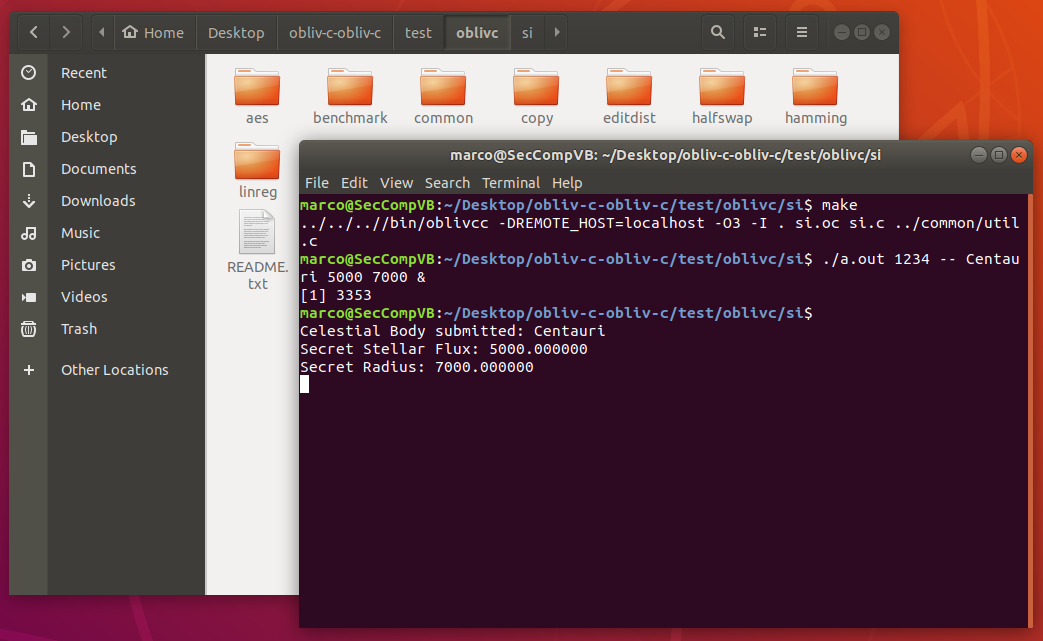 Home Desktop obliv-c-obliv-c test oblivc si
Recent
Home
Desktop
Documents
Downloads
Music
Pictures
Videos
Trash
+ Other Locations
aes benchmark common copy editdist halfswap hamming
linreg
README.
txt
marco@SecCompVB: ~/Desktop/obliv-c-obliv-c/test/oblivc/si
File Edit View Search Terminal Help
marco@SecCompVB:~/Desktop/obliv-c-obliv-c/test/oblivc/si$ make
../../..//bin/oblivcc -DREMOTE_HOST=localhost -O3 -I . si.oc si.c ../common/util
.c
marco@SecCompVB:~/Desktop/obliv-c-obliv-c/test/oblivc/si$ ./a.out 1234 -- Centau
ri 5000 7000 &
[1] 3353
marco@SecCompVB:~/Desktop/obliv-c-obliv-c/test/oblivc/si$
Celestial Body submitted: Centauri
Secret Stellar Flux: 5000.000000
Secret Radius: 7000.000000